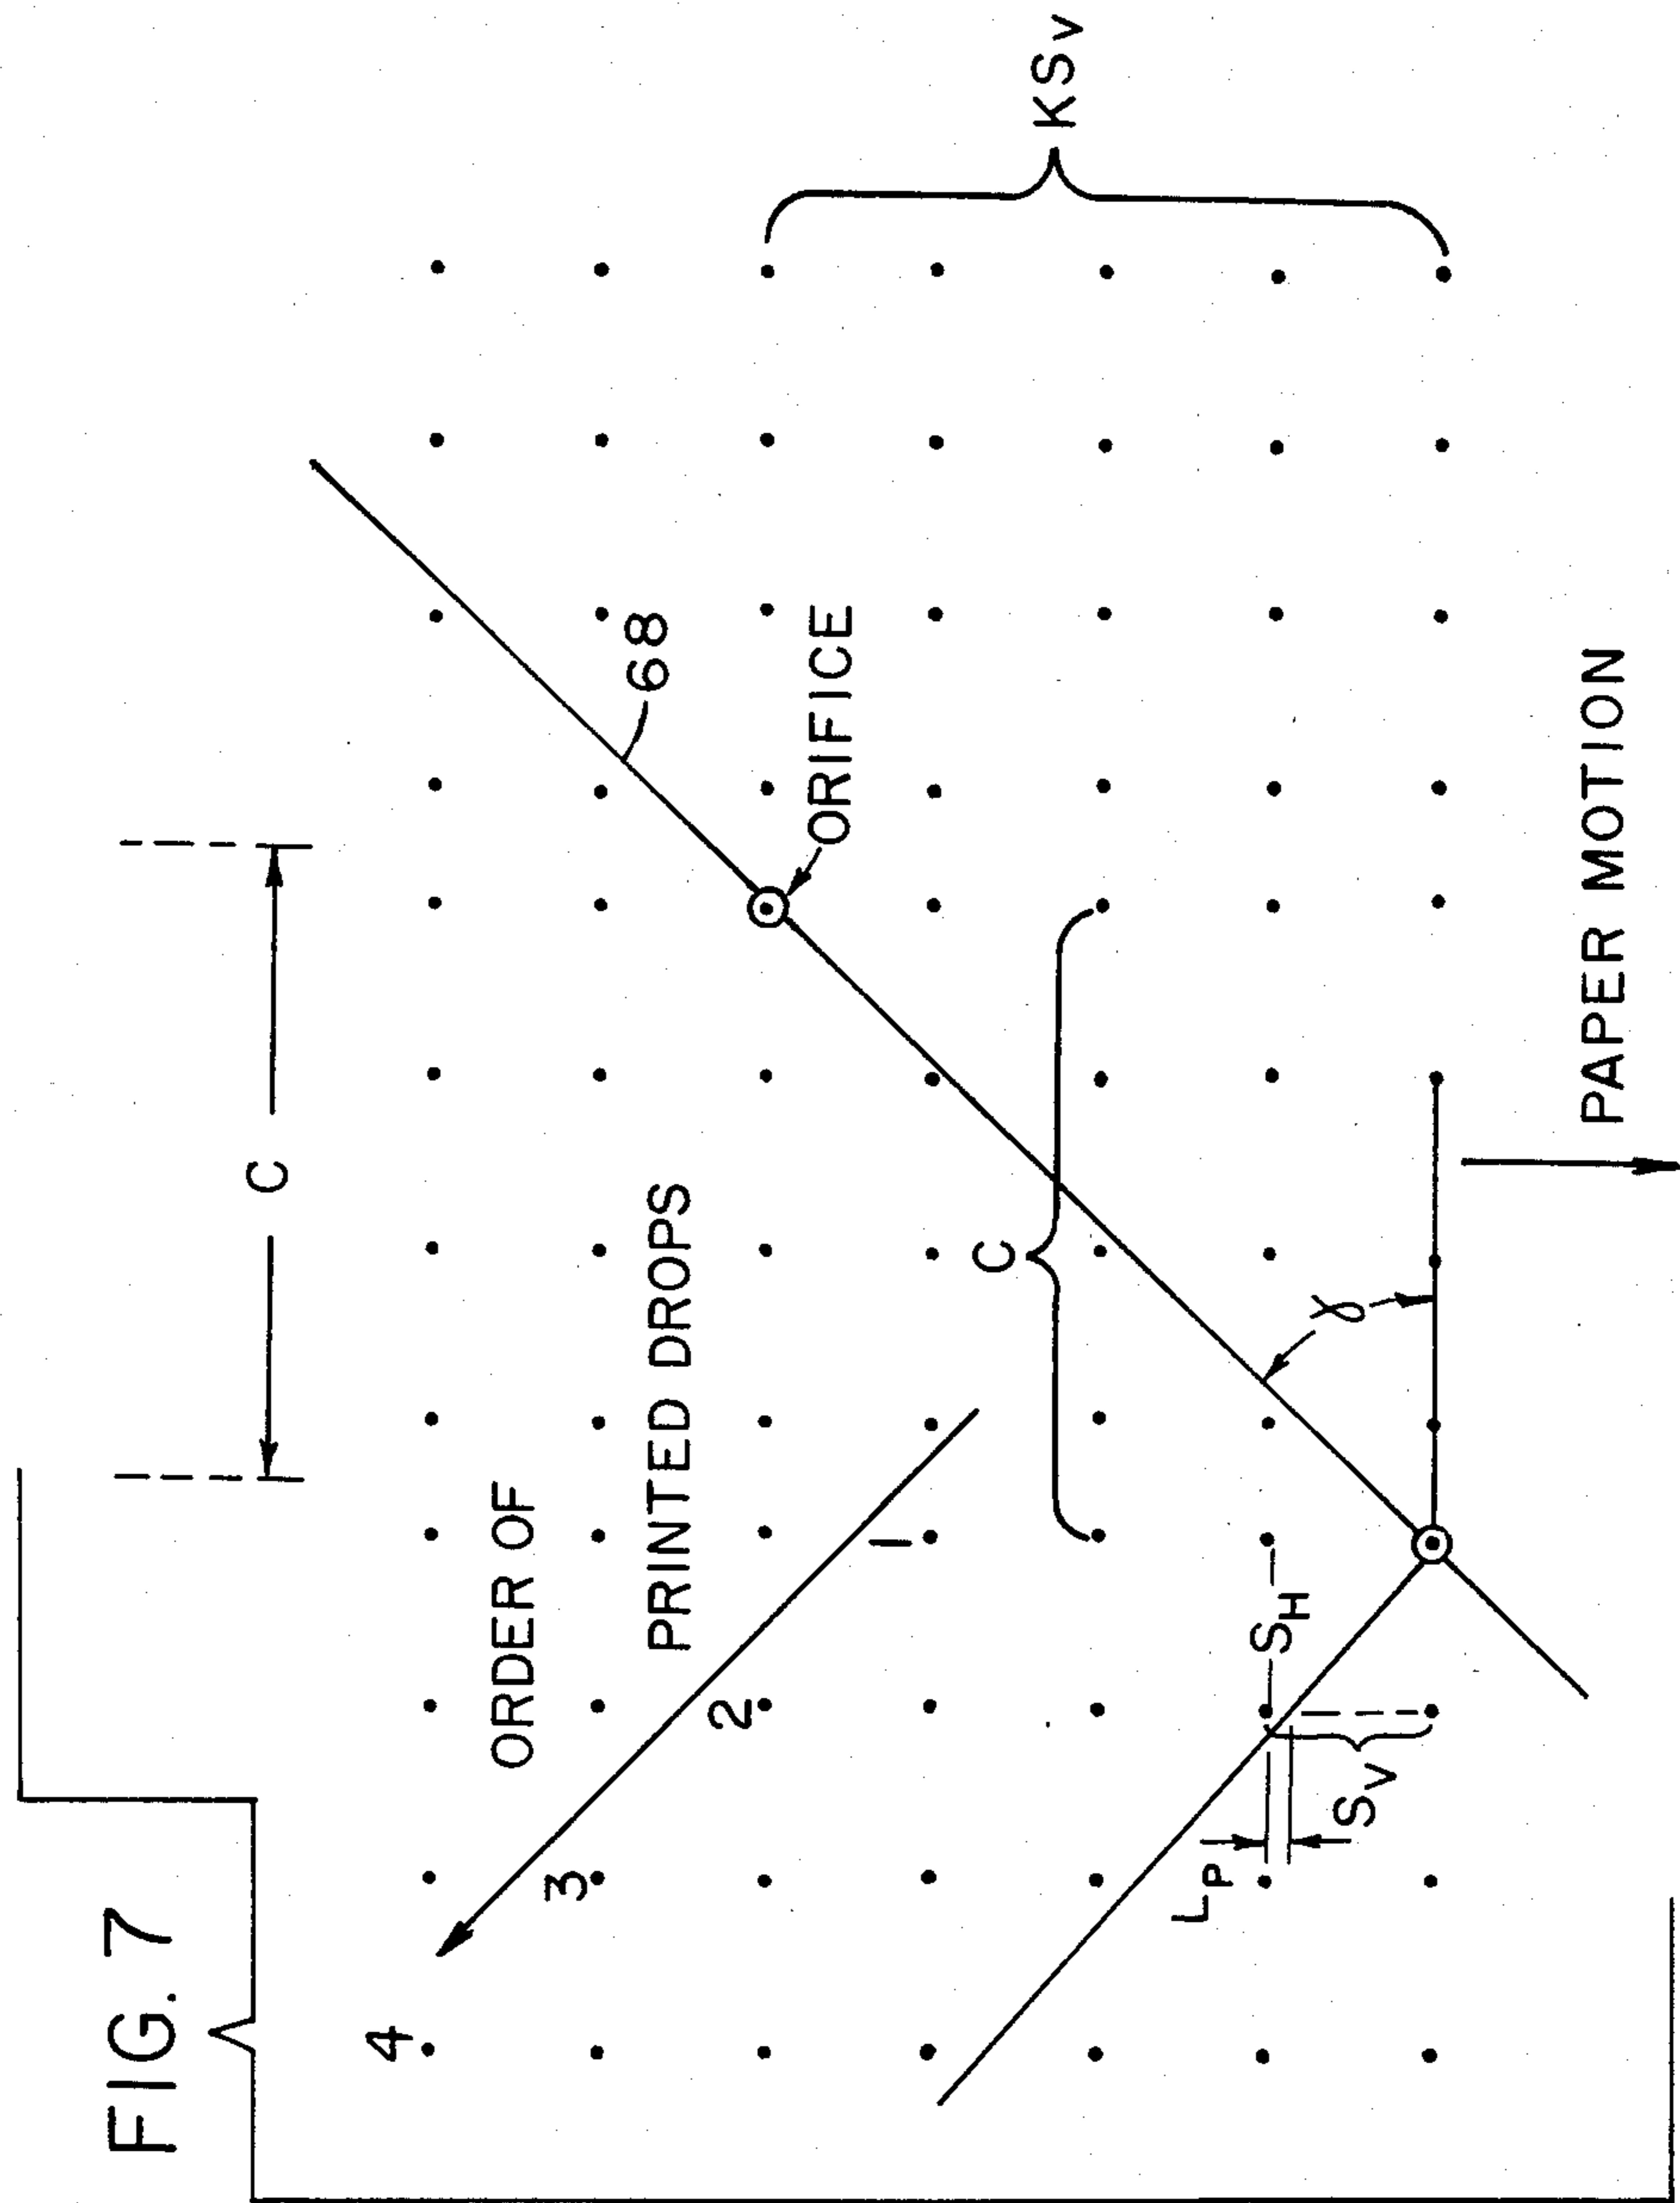 FIG. 7
C
KSv
4
ORDER OF
PRINTED DROPS
3
2
1
68
ORIFICE
C
LP
SH
SV
γ
PAPER MOTION